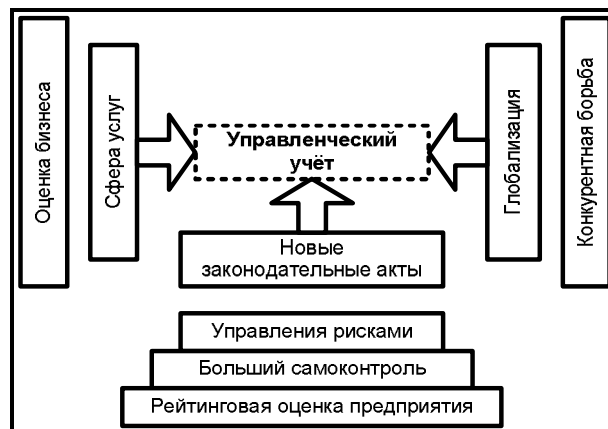 Оценка бизнеса
Сфера услуг
Управленческий
учёт
Глобализация
Конкурентная борьба
Новые
законодательные акты
Управления рисками
Больший самоконтроль
Рейтинговая оценка предприятия